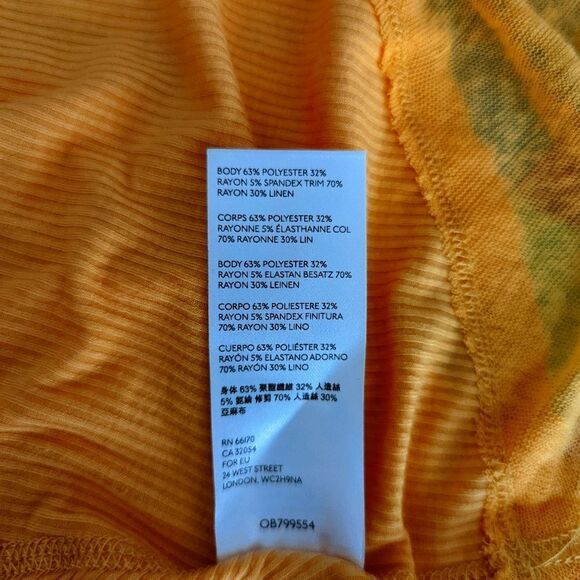 BODY 63% POLYESTER 32%
RAYON 5% SPANDEX TRIM 70%
RAYON 30% LINEN
CORPS 63% POLYESTER 32%
RAYONNE 5% ÉLASTHANNE COL
70% RAYONNE 30% LIN
BODY 63% POLYESTER 32%
RAYON 5% ELASTAN BESATZ 70%
RAYON 30% LEINEN
CORPO 63% POLIESTERE 32%
RAYON 5% SPANDEX FINITURA
70% RAYON 30% LINO
CUERPO 63% POLIÉSTER 32%
RAYÓN 5% ELASTANO ADORNO
70% RAYÓN 30% LINO
身体 63% 聚酯纖維 32% 人造絲
5% 氨綸 修剪 70% 人造絲 30%
亞麻布
RN 66170
CA 32054
FOR EU
24 WEST STREET
LONDON, WC2H9NA
OB799554